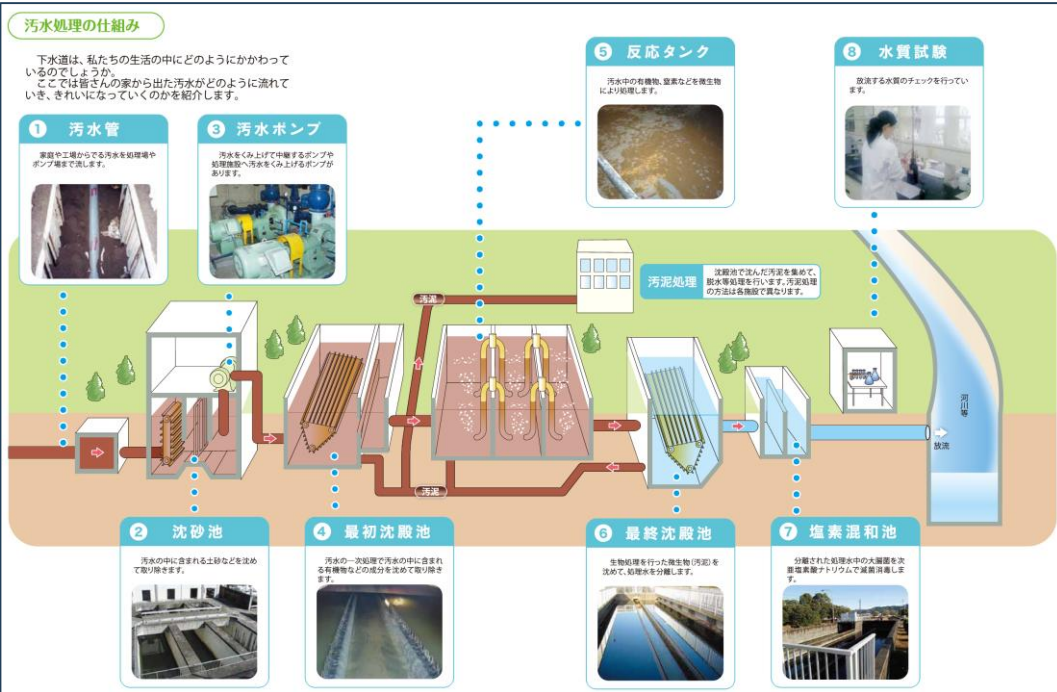 汚水処理の仕組み
下水道は、私たちの生活の中にどのようにかかわって
いるのでしょうか。
ここでは皆さんの家から出た汚水がどのように流れて
いき、きれいになっていくのかを紹介します。
1 汚水管
家庭や工場からでる汚水を処理場や
ポンプ場まで流します。
3 汚水ポンプ
汚水をくみ上げて中継するポンプや
処理施設へ汚水をくみ上げるポンプが
あります。
5 反応タンク
汚水中の有機物、窒素などを微生物
により処理します。
8 水質試験
放流する水質のチェックを行ってい
ます。
汚泥処理
沈殿池で沈んだ汚泥を集めて、
脱水等処理を行います。汚泥処理
の方法は各施設で異なります。
汚泥
河川等
放流
汚泥
2 沈砂池
汚水の中に含まれる土砂などを沈め
て取り除きます。
4 最初沈殿池
汚水の一次処理で汚水の中に含まれ
る有機物などの成分を沈めて取り除き
ます。
6 最終沈殿池
生物処理を行った微生物(汚泥)を
沈めて、処理水を分離します。
7 塩素混和池
分離された処理水中の大腸菌を次
亜塩素酸ナトリウムで滅菌消毒しま
す。